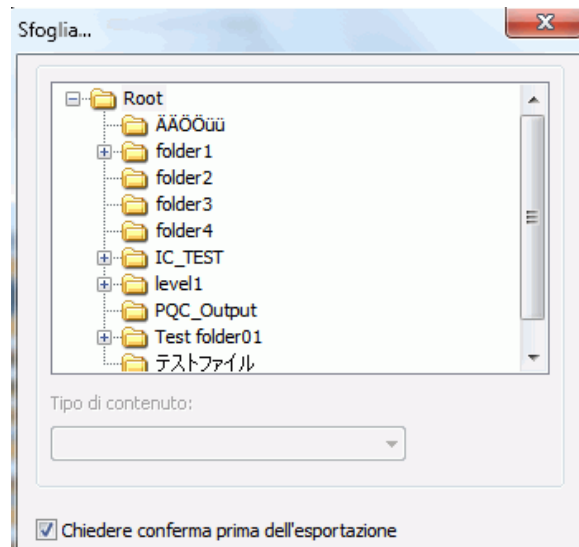 Sfoglia...
Root
ÄÄÖÖüü
folder1
folder2
folder3
folder4
IC_TEST
level1
PQC_Output
Test folder01
テストファイル
Tipo di contenuto:
Chiedere conferma prima dell'esportazione